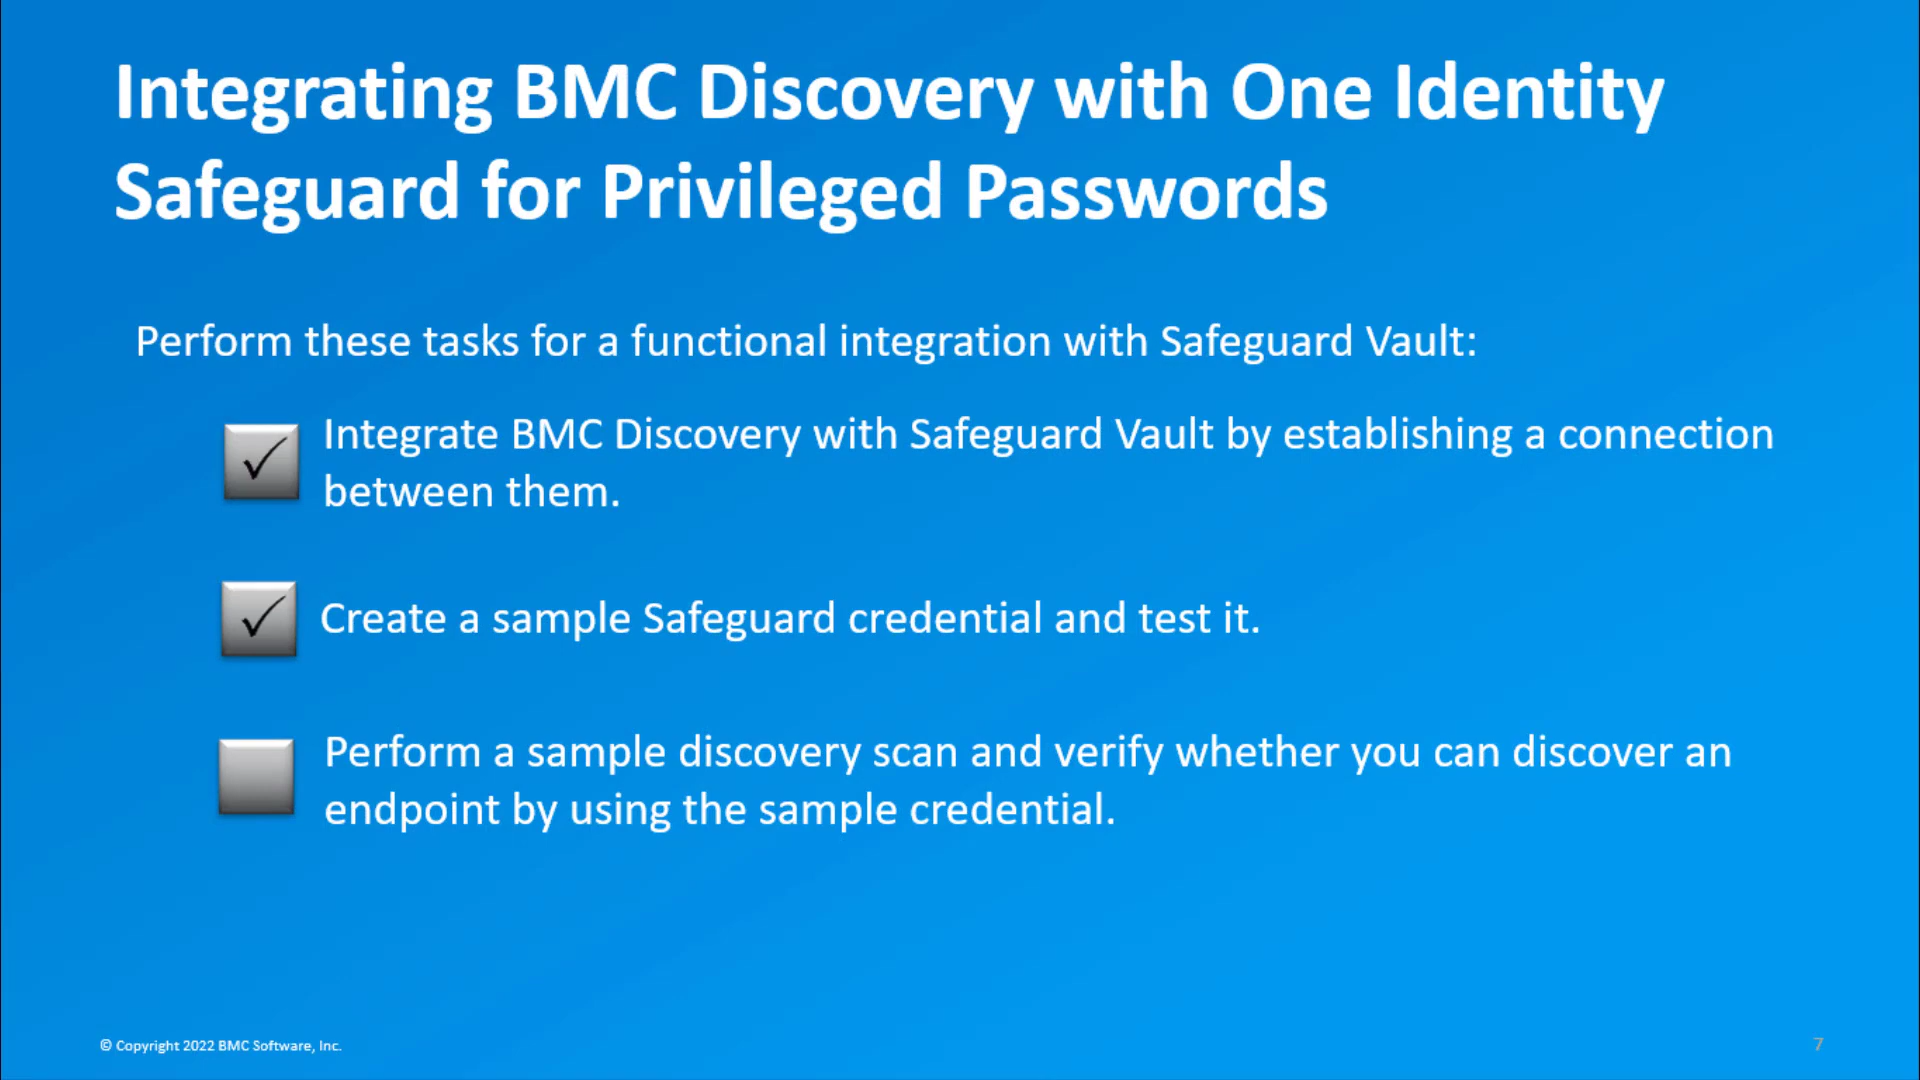 Integrating BMC Discovery with One Identity
Safeguard for Privileged Passwords
Perform these tasks for a functional integration with Safeguard Vault:
Integrate BMC Discovery with Safeguard Vault by establishing a connection
between them.
Create a sample Safeguard credential and test it.
Perform a sample discovery scan and verify whether you can discover an
endpoint by using the sample credential.
© Copyright 2022 BMC Software, Inc.
7